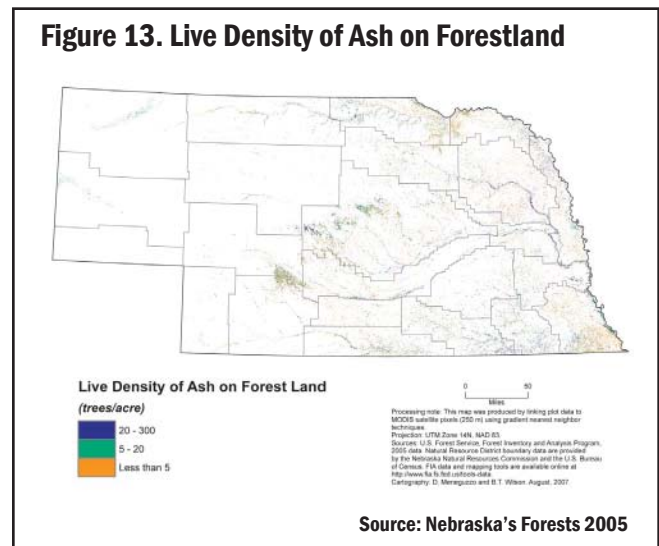 Figure 13. Live Density of Ash on Forestland
Live Density of Ash on Forest Land
(trees/acre)
20 - 300
5 - 20
Less than 5
0 50
Miles
Processing note: This map was produced by linking plot data to
MODIS satellite pixels (250 m) using gradient nearest neighbor
techniques.
Projection: UTM Zone 14N, NAD 83.
Sources: U.S. Forest Service, Forest Inventory and Analysis Program,
2005 data. Natural Resource District boundary data are provided
by the Nebraska Natural Resources Commission and the U.S. Bureau
of Census. FIA data and mapping tools are available online at
http://www.fia.fs.fed.us/tools-data.
Cartography: D. Meneguzzo and B.T. Wilson. August, 2007
Source: Nebraska’s Forests 2005